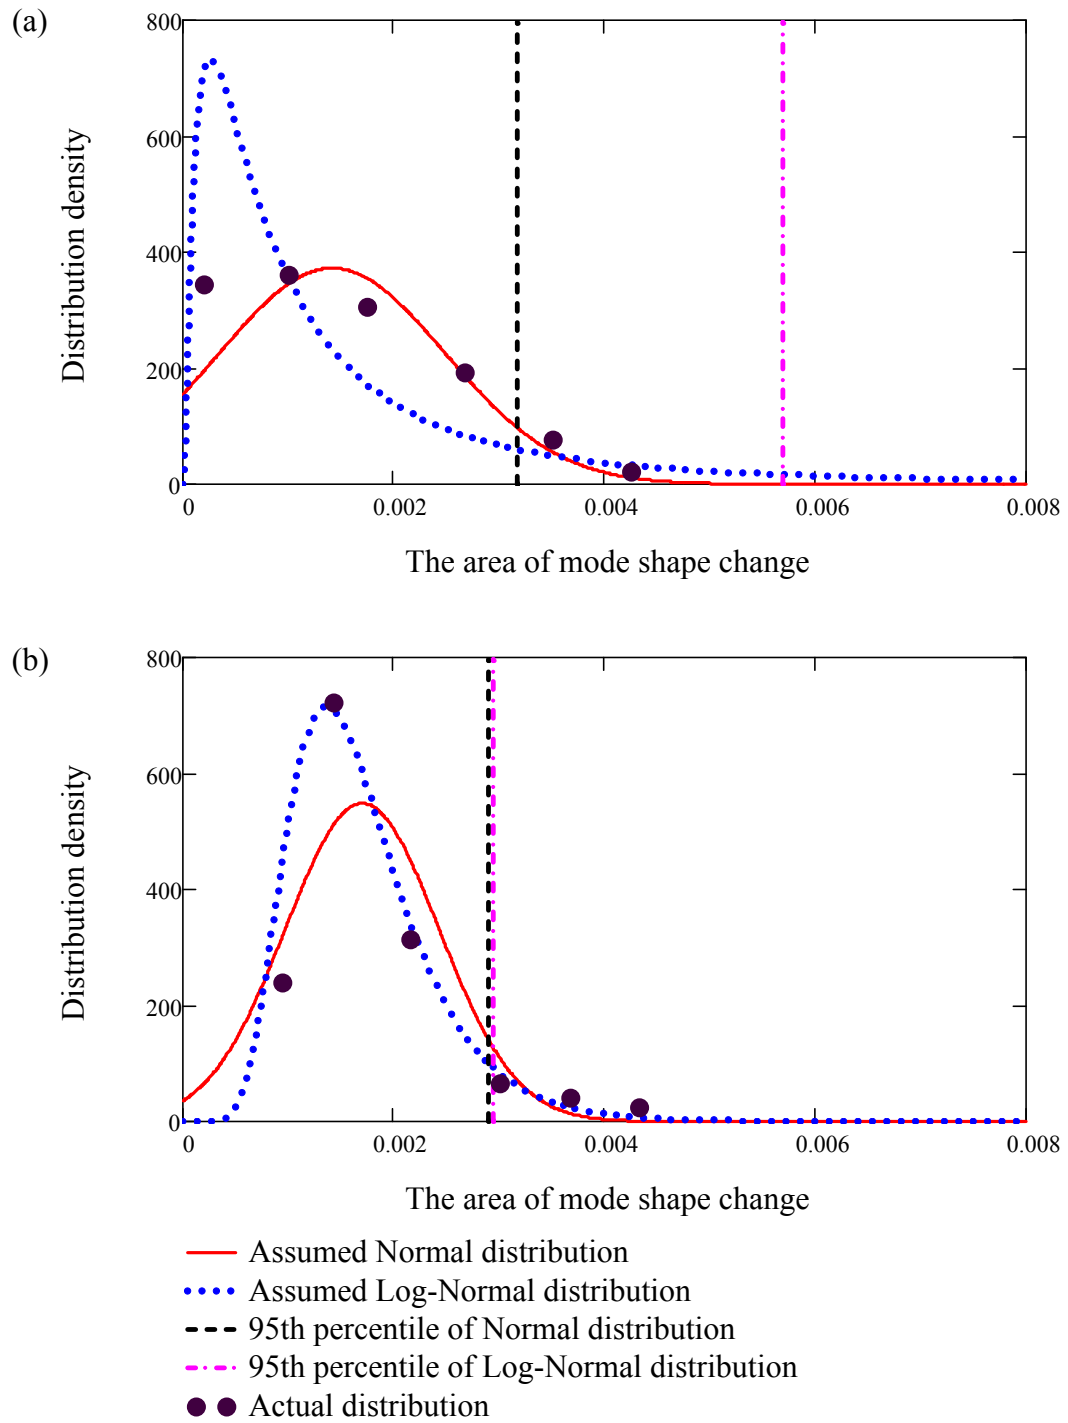 (a)
800
600
400
200
0
Distribution density
0 0.002 0.004 0.006 0.008
The area of mode shape change
(b)
800
600
400
200
0
Distribution density
0 0.002 0.004 0.006 0.008
The area of mode shape change
Assumed Normal distribution
Assumed Log-Normal distribution
95th percentile of Normal distribution
95th percentile of Log-Normal distribution
Actual distribution